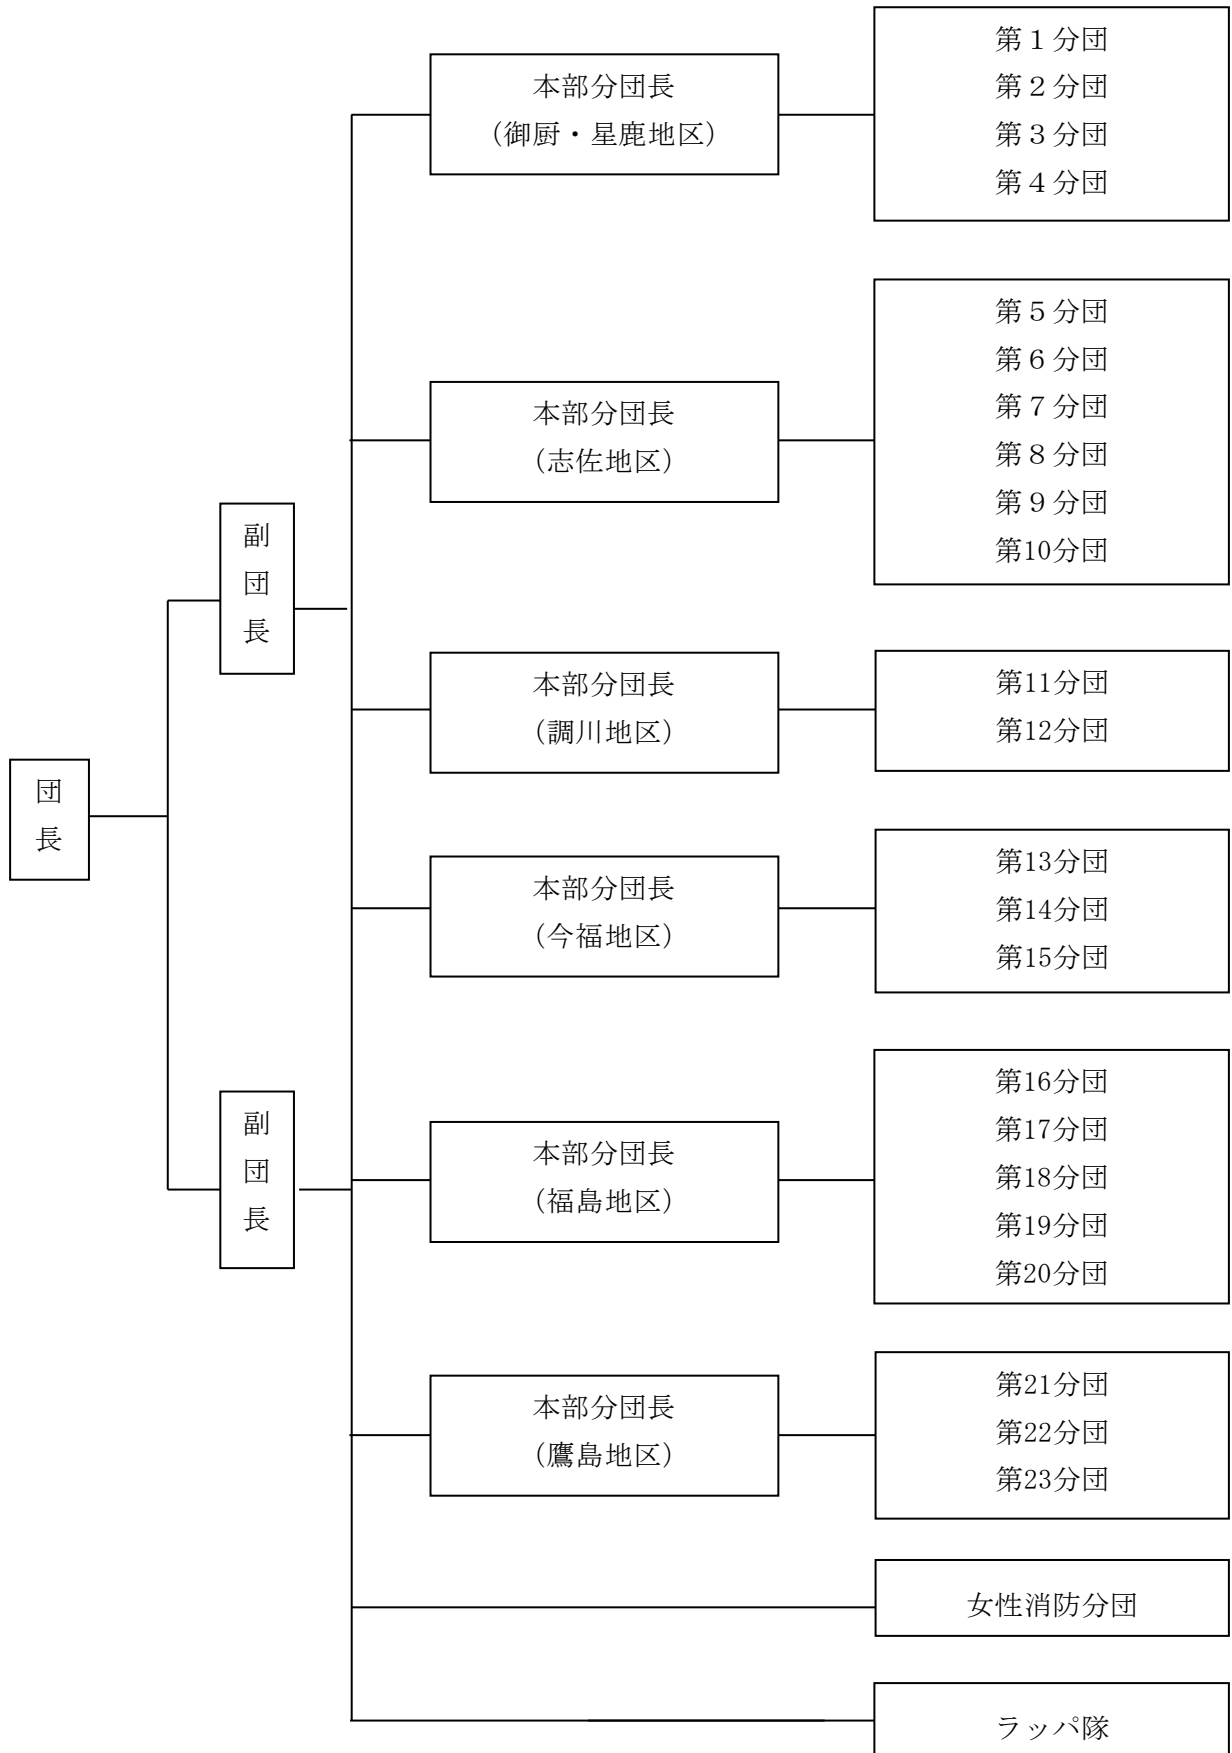 団長
副団長
副団長
本部分団長
（御厨・星鹿地区）
第１分団
第２分団
第３分団
第４分団
本部分団長
（志佐地区）
第５分団
第６分団
第７分団
第８分団
第９分団
第10分団
本部分団長
（調川地区）
第11分団
第12分団
本部分団長
（今福地区）
第13分団
第14分団
第15分団
本部分団長
（福島地区）
第16分団
第17分団
第18分団
第19分団
第20分団
本部分団長
（鷹島地区）
第21分団
第22分団
第23分団
女性消防分団
ラッパ隊